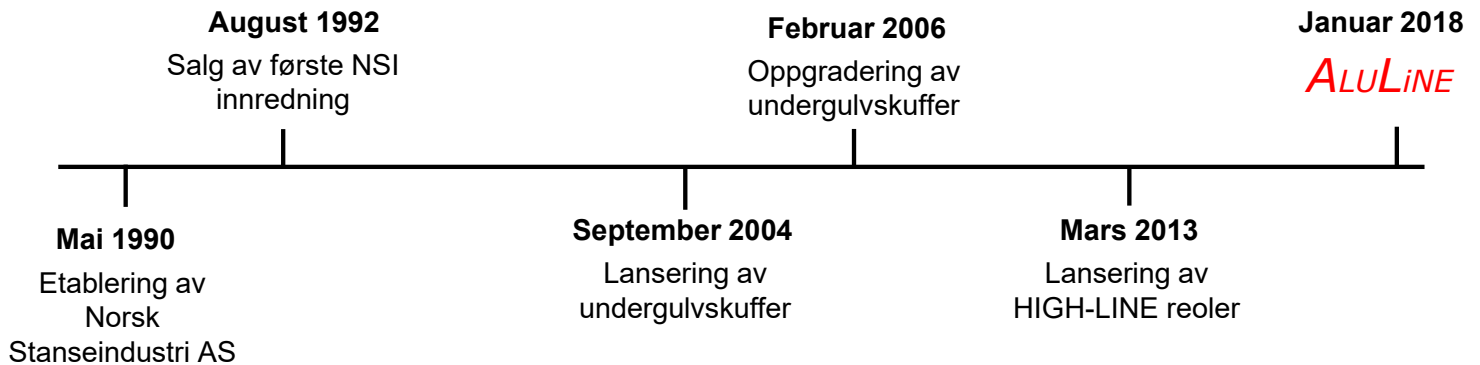 August 1992
Salg av første NSI
innredning
Februar 2006
Oppgradering av
undergulvskuffer
Januar 2018
ALULiNE
Mai 1990
Etablering av
Norsk
Stanseindustri AS
September 2004
Lansering av
undergulvskuffer
Mars 2013
Lansering av
HIGH-LINE reoler